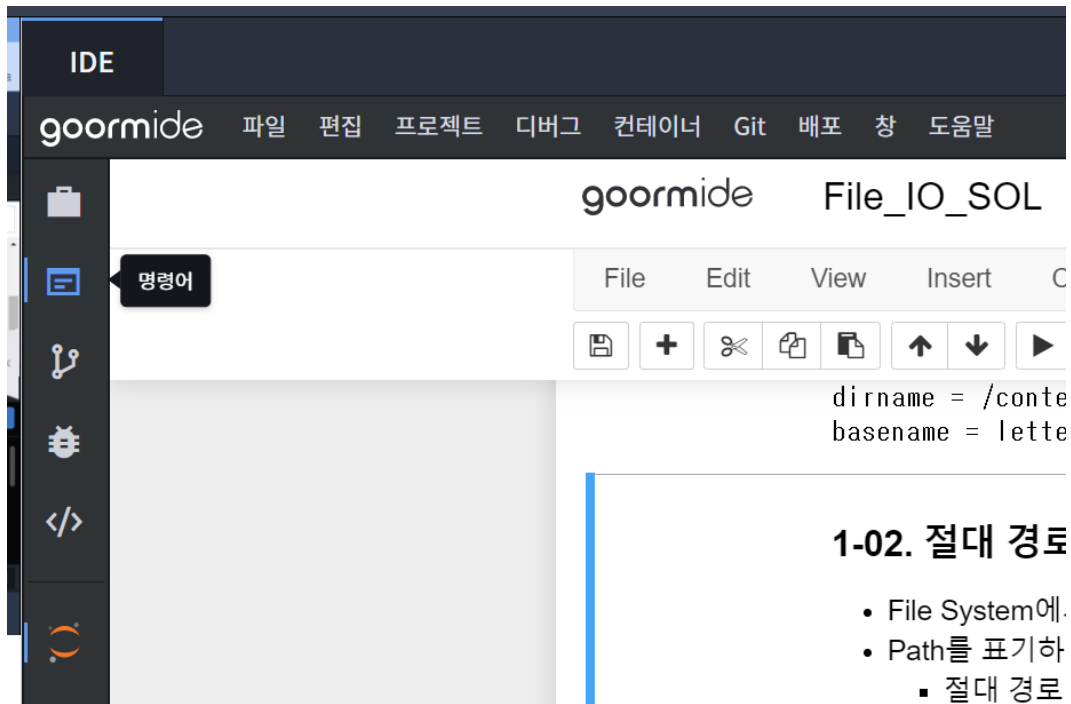 IDE
goormide 파일 편집 프로젝트 디버그 컨테이너 Git 배포 창 도움말
goormide File_IO_SOL
명령어
File Edit View Insert
dirname = /conte
basename = lette
1-02. 절대 경로
File System에
Path를 표기하
절대 경로